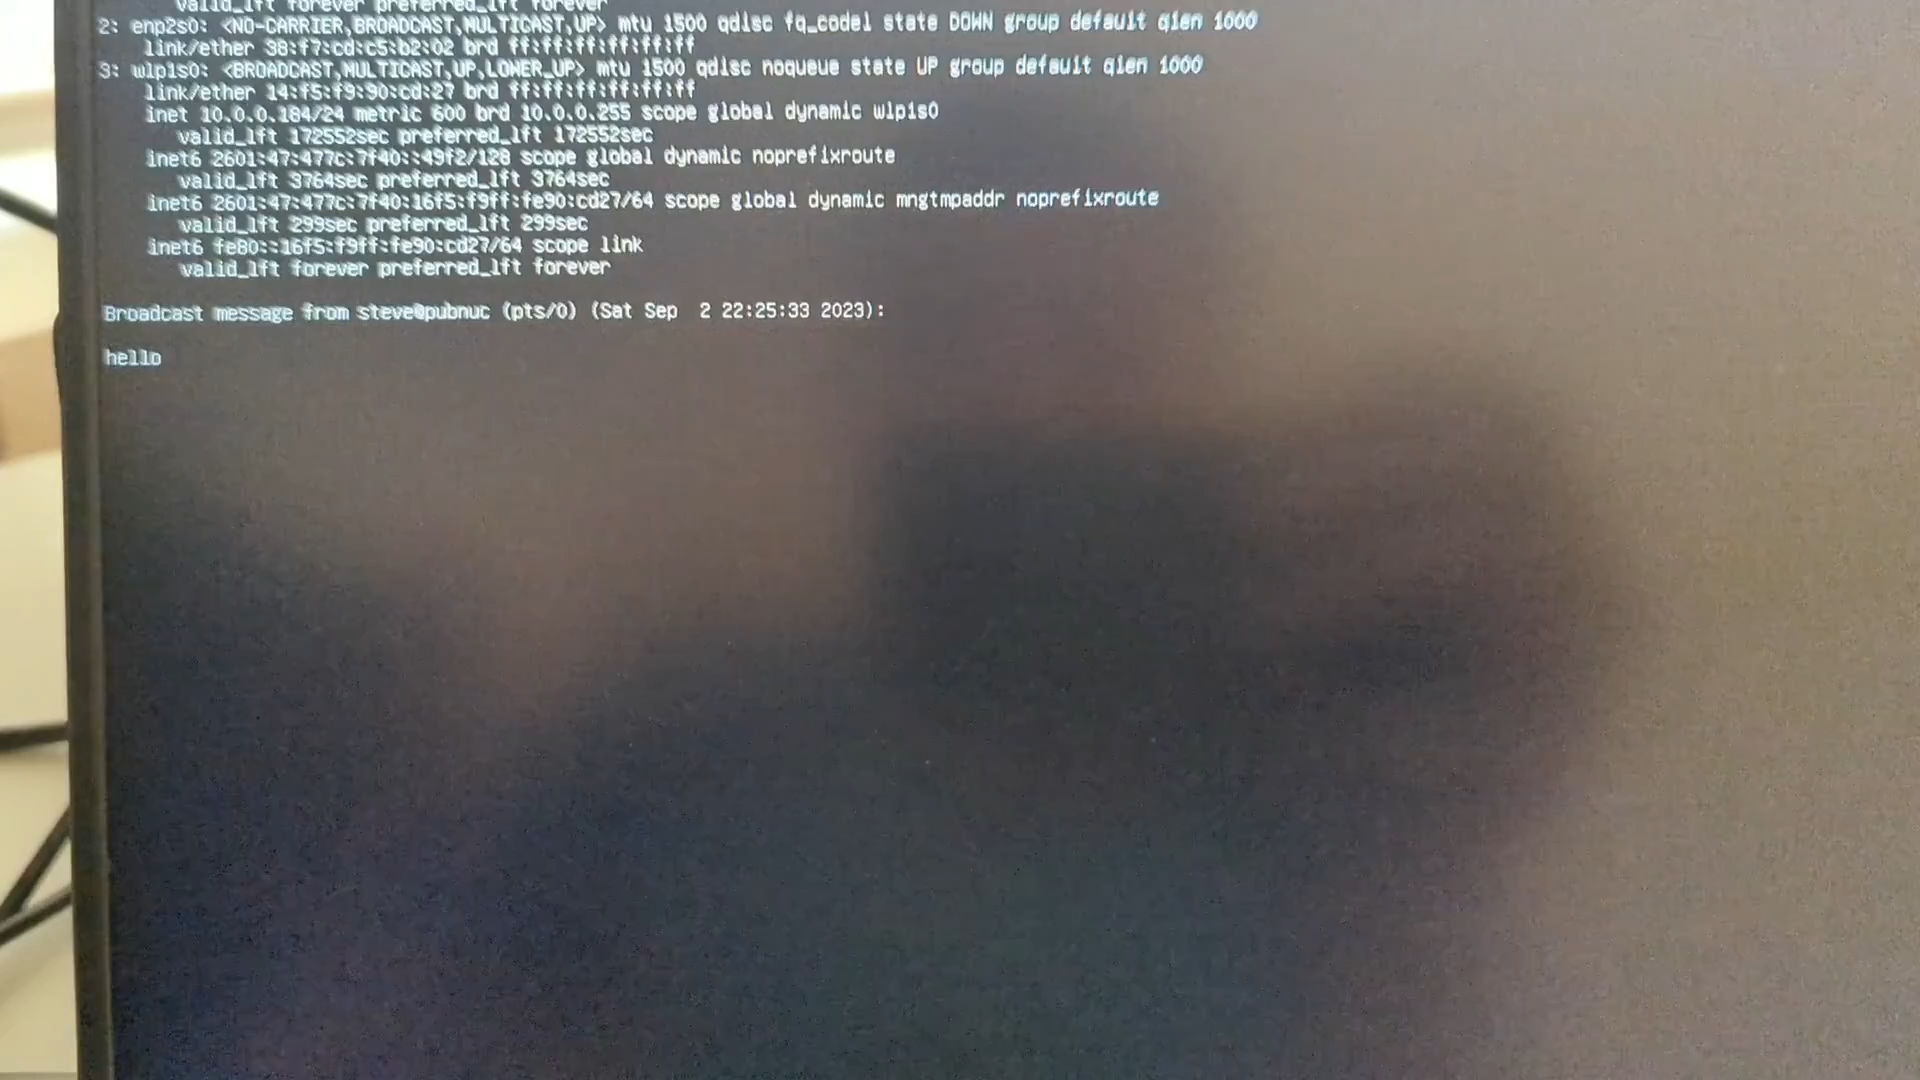 valid_lft forever preferred_lft forever
2: enp2s0: <NO-CARRIER,BROADCAST,MULTICAST,UP> mtu 1500 qdisc fq_codel state DOWN group default qlen 1000
link/ether 38:f7:cd:c5:b2:02 brd ff:ff:ff:ff:ff:ff
3: wlp1s0: <BROADCAST,MULTICAST,UP,LOWER_UP> mtu 1500 qdisc noqueue state UP group default qlen 1000
link/ether 14:f5:f9:90:cd:27 brd ff:ff:ff:ff:ff:ff
inet 10.0.0.184/24 metric 600 brd 10.0.0.255 scope global dynamic wlp1s0
valid_lft 172552sec preferred_lft 172552sec
inet6 2601:47:477c:7f40::49f2/128 scope global dynamic noprefixroute
valid_lft 3764sec preferred_lft 3764sec
inet6 2601:47:477c:7f40:16f5:f9ff:fe90:cd27/64 scope global dynamic mngtmpaddr noprefixroute
valid_lft 299sec preferred_lft 299sec
inet6 fe80::16f5:f9ff:fe90:cd27/64 scope link
valid_lft forever preferred_lft forever
Broadcast message from steve@pubnuc (pts/0) (Sat Sep  2 22:25:33 2023):
hello